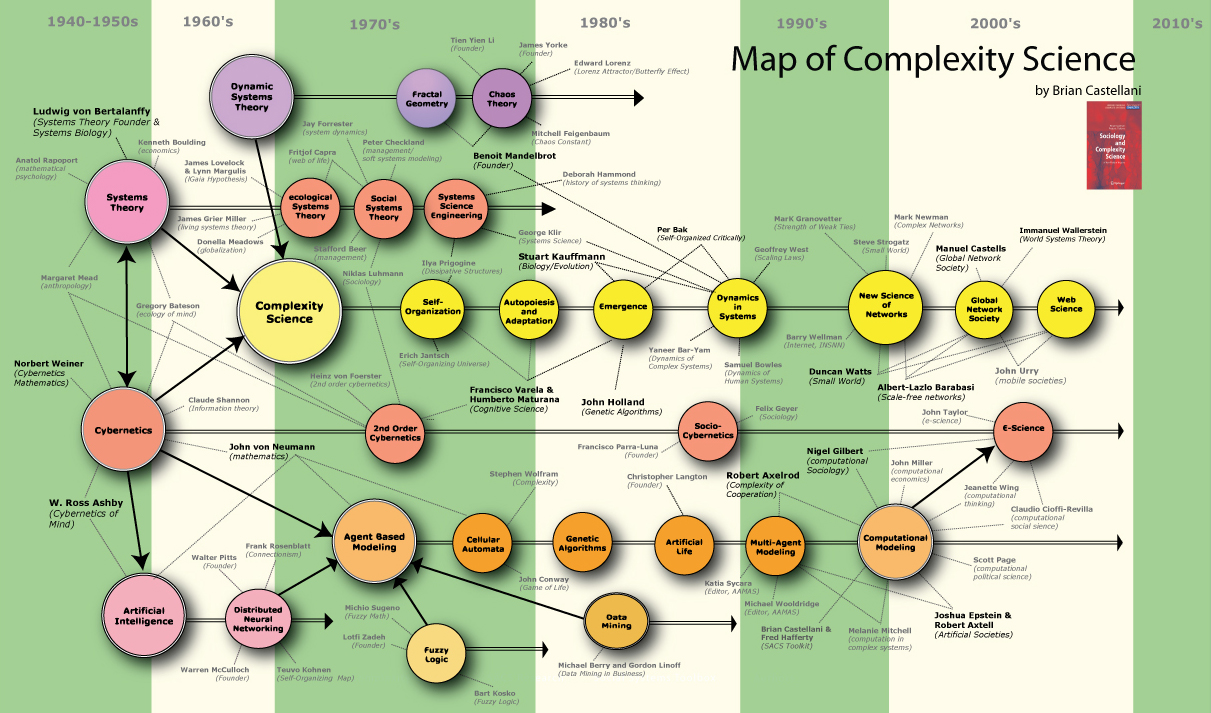 1940-1950s
1960's
1970's
1980's
1990's
2000's
2010's
Map of Complexity Science
by Brian Castellani
Sociology
and
Complexity
Science
Tien Yien Li
(Founder)
James Yorke
(Founder)
Edward Lorenz
(Lorenz Attractor/Butterfly Effect)
Dynamic
Systems
Theory
Fractal
Geometry
Chaos
Theory
Mitchell Feigenbaum
(Chaos Constant)
Benoit Mandelbrot
(Founder)
Ludwig von Bertalanffy
(Systems Theory Founder &
Systems Biology)
Kenneth Boulding
(economics)
Anatol Rapoport
(mathematical
psychology)
James Lovelock
& Lynn Margulis
(IGaia Hypothesis)
Jay Forrester
(system dynamics)
Fritjof Capra
(web of life)
Peter Checkland
(management/
soft systems modeling)
Deborah Hammond
(history of systems thinking)
Systems
Theory
ecological
Systems
Theory
Social
Systems
Theory
Systems
Science
Engineering
James Grier Miller
(living systems theory)
Donella Meadows
(globalization)
Stafford Beer
(management)
Niklas Luhmann
(Sociology)
George Klir
(Systems Science)
Ilya Prigogine
(Dissipative Structures)
Stuart Kauffmann
(Biology/Evolution)
Per Bak
(Self-Organized Critically)
MarK Granovetter
(Strength of Weak Ties)
Geoffrey West
(Scaling Laws)
Steve Strogatz
(Small World)
Mark Newman
(Complex Networks)
Manuel Castells
(Global Network
Society)
Immanuel Wallerstein
(World Systems Theory)
Margaret Mead
(anthropology)
Gregory Bateson
(ecology of mind)
Complexity
Science
Self-
Organization
Autopoiesis
and
Adaptation
Emergence
Dynamics
in
Systems
New Science
of
Networks
Global
Network
Society
Web
Science
Erich Jantsch
(Self-Organizing Universe)
Yaneer Bar-Yam
(Dynamics of
Complex Systems)
Samuel Bowles
(Dynamics of
Human Systems)
Barry Wellman
(Internet, INSNN)
Duncan Watts
(Small World)
Albert-Lazlo Barabasi
(Scale-free networks)
John Urry
(mobile societies)
Norbert Weiner
(Cybernetics
Mathematics)
Heinz von Foerster
(2nd order cybernetics)
Francisco Varela &
Humberto Maturana
(Cognitive Science)
John Holland
(Genetic Algorithms)
Claude Shannon
(Information theory)
Cybernetics
2nd Order
Cybernetics
Socio-
Cybernetics
Felix Geyer
(Sociology)
Francisco Parra-Luna
(Founder)
John Taylor
(e-science)
E-Science
John von Neumann
(mathematics)
Stephen Wolfram
(Complexity)
Christopher Langton
(Founder)
Robert Axelrod
(Complexity of
Cooperation)
Nigel Gilbert
(computational
Sociology)
John Miller
(computational
economics)
Jeanette Wing
(computational
thinking)
Claudio Cioffi-Revilla
(computational
social sience)
W. Ross Ashby
(Cybernetics of
Mind)
Agent Based
Modeling
Cellular
Automata
Genetic
Algorithms
Artificial
Life
Multi-Agent
Modeling
Computational
Modeling
Walter Pitts
(Founder)
Frank Rosenblatt
(Connectionism)
John Conway
(Game of Life)
Katia Sycara
(Editor, AAMAS)
Michael Wooldridge
(Editor, AAMAS)
Scott Page
(computational
political science)
Artificial
Intelligence
Distributed
Neural
Networking
Michio Sugeno
(Fuzzy Math)
Lotfi Zadeh
(Founder)
Fuzzy
Logic
Data
Mining
Brian Castellani &
Fred Hafferty
(SACS Toolkit)
Melanie Mitchell
(computation in
complex systems)
Joshua Epstein &
Robert Axtell
(Artificial Societies)
Warren McCulloch
(Founder)
Teuvo Kohnen
(Self-Organizing Map)
Michael Berry and Gordon Linoff
(Data Mining in Business)
Bart Kosko
(Fuzzy Logic)